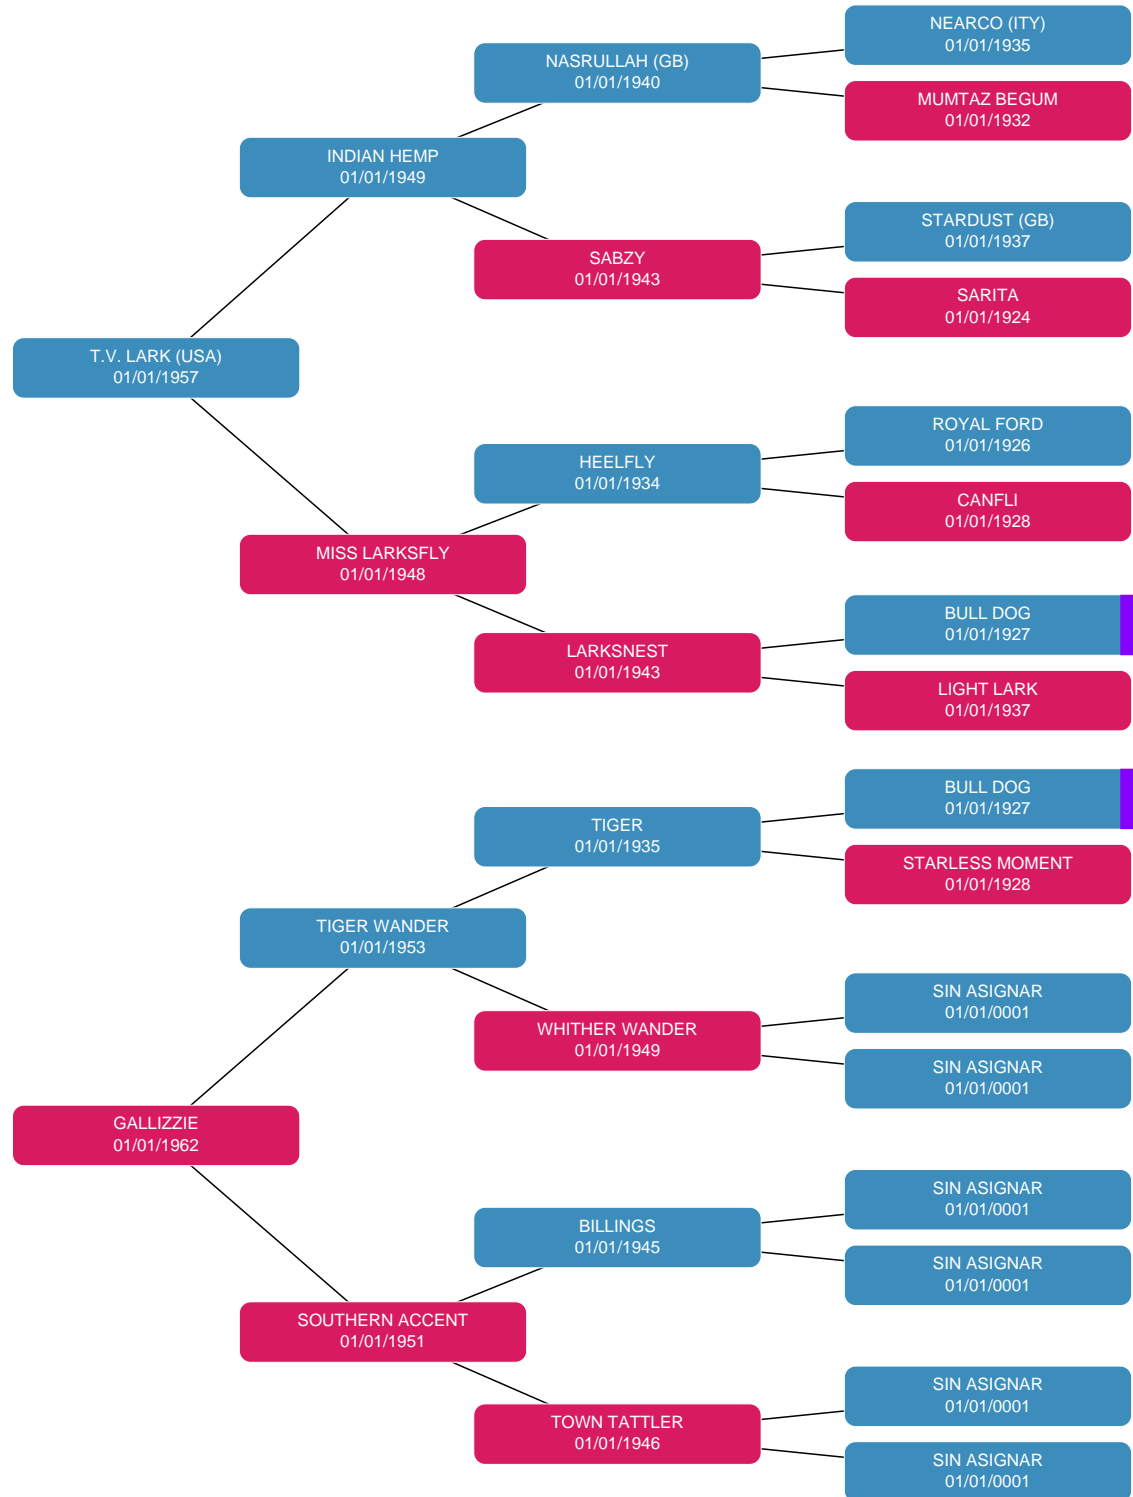 NEARCO (ITY)
01/01/1935
NASRULLAH (GB)
01/01/1940
MUMTAZ BEGUM
01/01/1932
INDIAN HEMP
01/01/1949
STARDUST (GB)
01/01/1937
SABZY
01/01/1943
SARITA
01/01/1924
T.V. LARK (USA)
01/01/1957
ROYAL FORD
01/01/1926
HEELFLY
01/01/1934
CANFLI
01/01/1928
MISS LARKSFLY
01/01/1948
BULL DOG
01/01/1927
LARKSNEST
01/01/1943
LIGHT LARK
01/01/1937
BULL DOG
01/01/1927
TIGER
01/01/1935
STARLESS MOMENT
01/01/1928
TIGER WANDER
01/01/1953
SIN ASIGNAR
01/01/0001
WHITHER WANDER
01/01/1949
SIN ASIGNAR
01/01/0001
GALLIZZIE
01/01/1962
SIN ASIGNAR
01/01/0001
BILLINGS
01/01/1945
SIN ASIGNAR
01/01/0001
SOUTHERN ACCENT
01/01/1951
SIN ASIGNAR
01/01/0001
TOWN TATTLER
01/01/1946
SIN ASIGNAR
01/01/0001